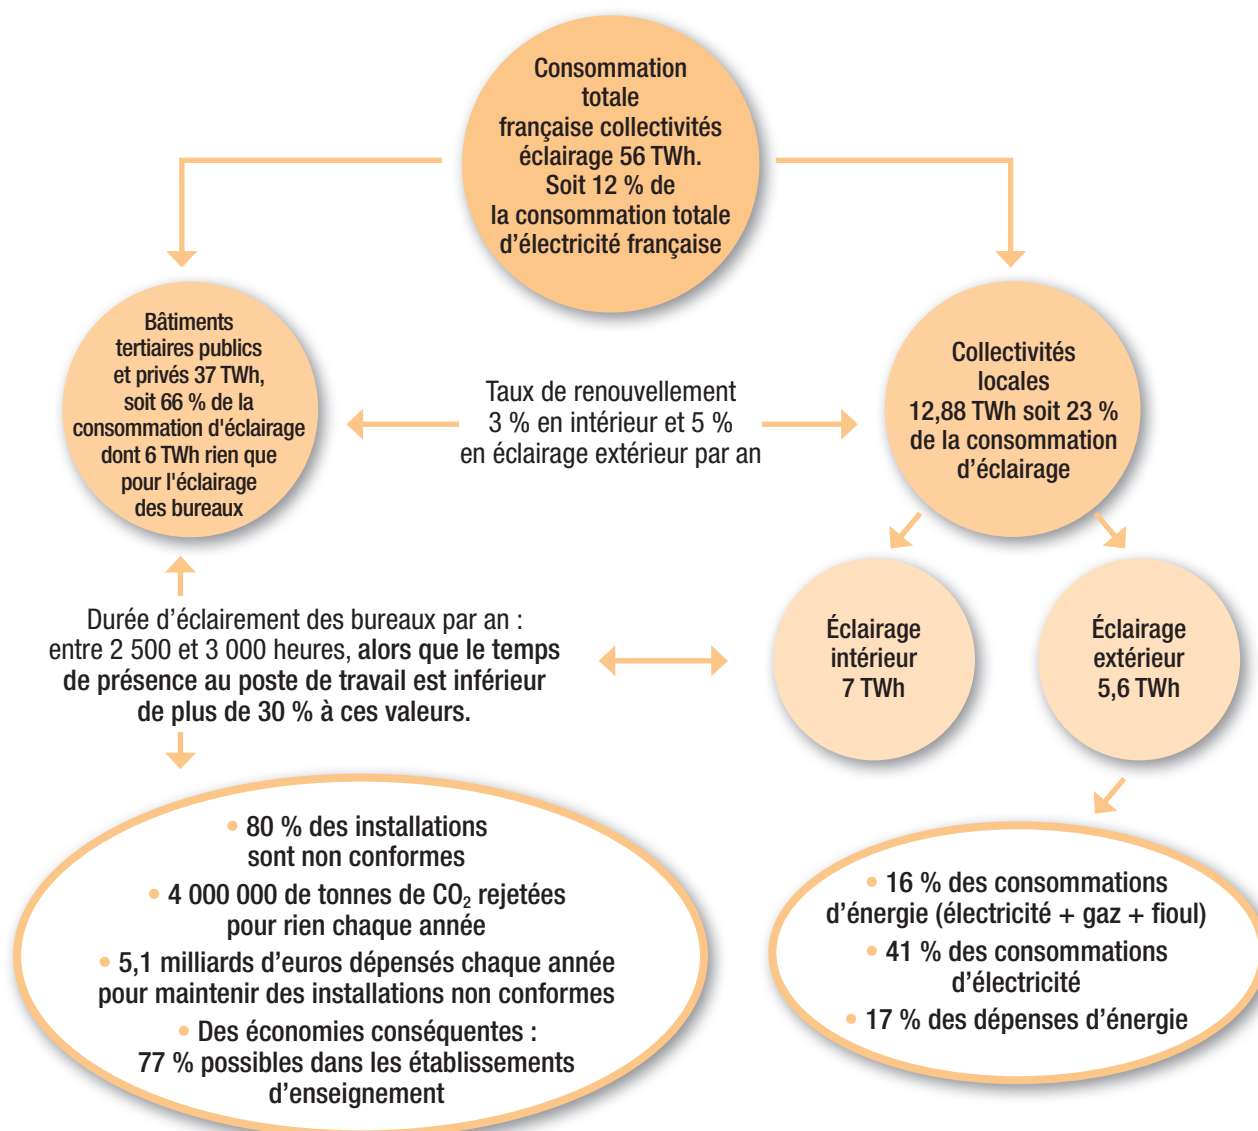 Consommation
totale
française collectivités
éclairage 56 TWh.
Soit 12 % de
la consommation totale
d’électricité française
Bâtiments
tertiaires publics
et privés 37 TWh,
soit 66 % de la
consommation d'éclairage
dont 6 TWh rien que
pour l'éclairage
des bureaux
Taux de renouvellement
3 % en intérieur et 5 %
en éclairage extérieur par an
Collectivités
locales
12,88 TWh soit 23 %
de la consommation
d’éclairage
Durée d’éclairement des bureaux par an :
entre 2 500 et 3 000 heures, alors que le temps
de présence au poste de travail est inférieur
de plus de 30 % à ces valeurs.
Éclairage
intérieur
7 TWh
Éclairage
extérieur
5,6 TWh
• 80 % des installations
sont non conformes
• 4 000 000 de tonnes de CO₂ rejetées
pour rien chaque année
• 5,1 milliards d’euros dépensés chaque année
pour maintenir des installations non conformes
• Des économies conséquentes :
77 % possibles dans les établissements
d’enseignement
• 16 % des consommations
d’énergie (électricité + gaz + fioul)
• 41 % des consommations
d’électricité
• 17 % des dépenses d’énergie